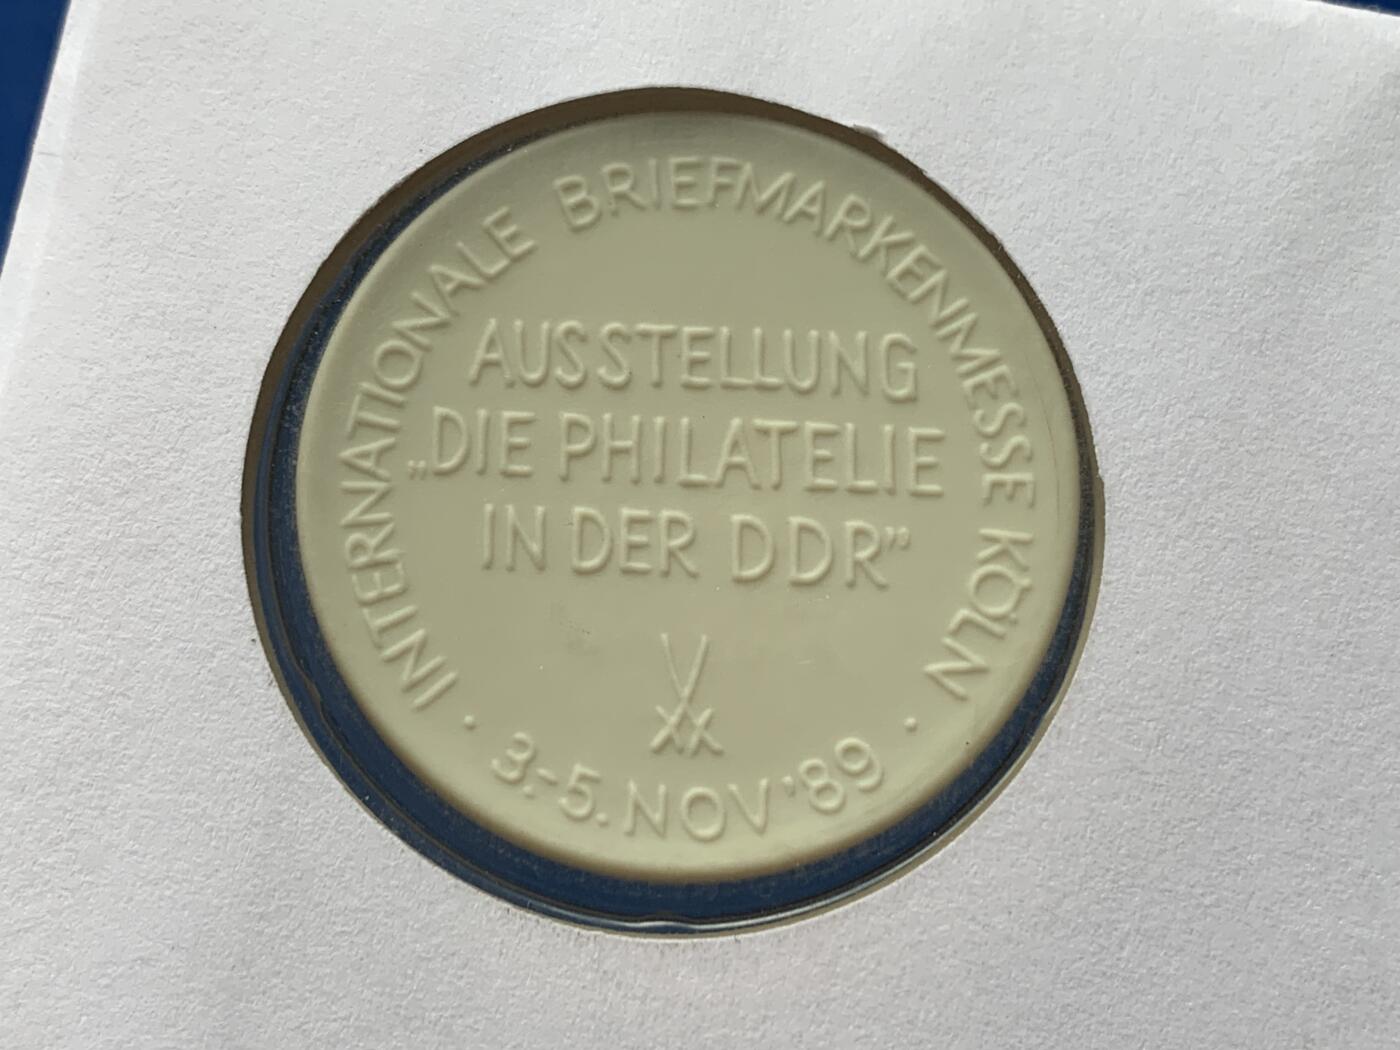 INTERNATIONALE BRIEFMARKENMESSE KÖLN
AUSSTELLUNG
„DIE PHILATELIE
IN DER DDR”
· 3.-5. NOV '89 ·